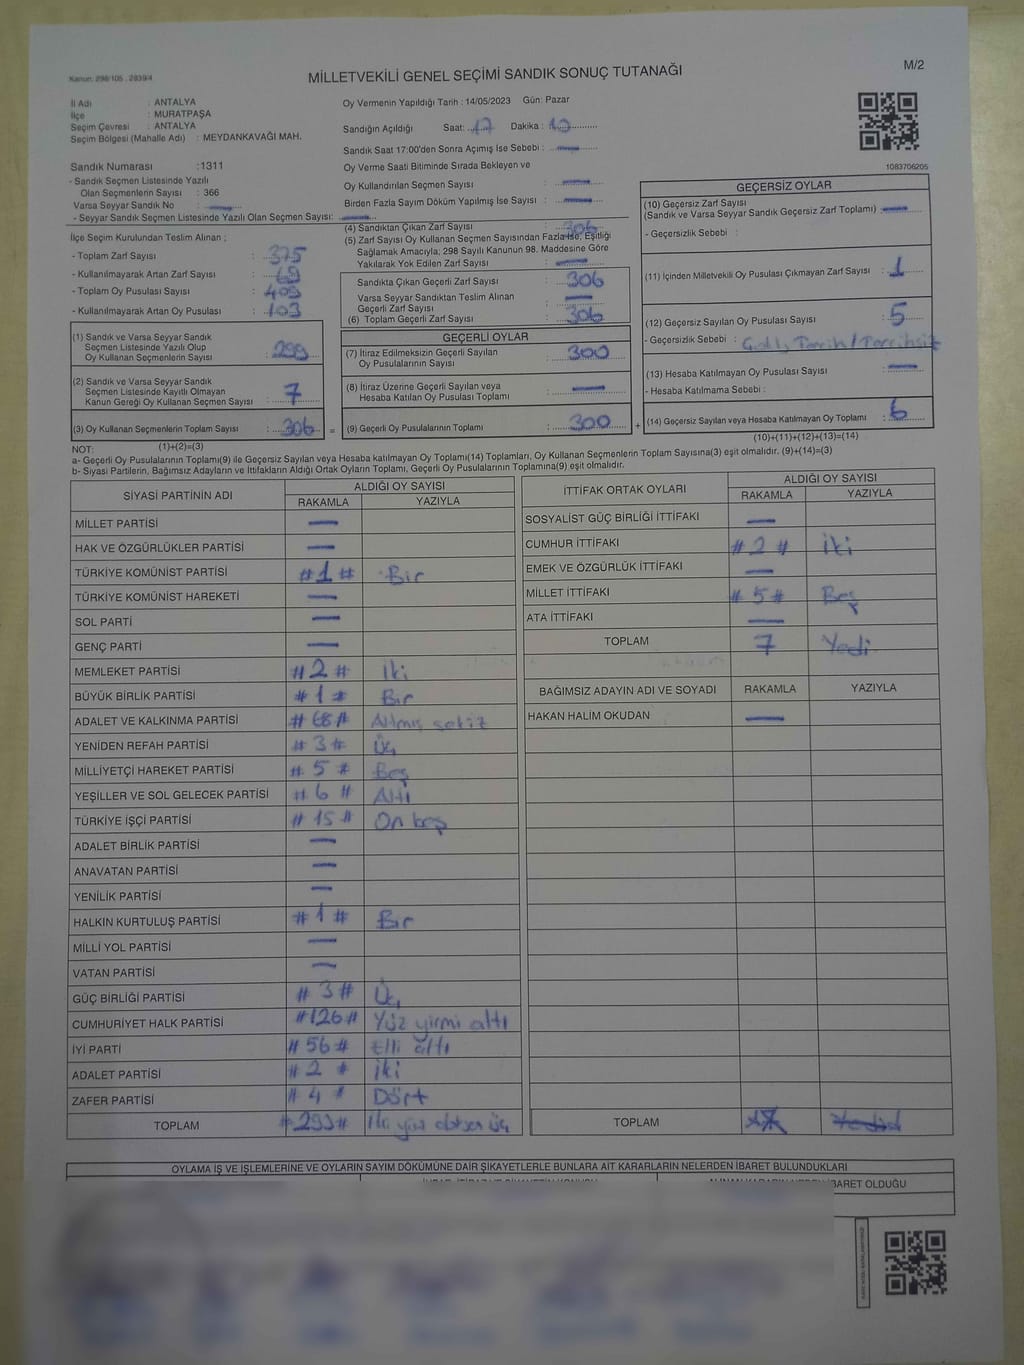 Kanun: 298/105 , 2839/4
MİLLETVEKİLİ GENEL SEÇİMİ SANDIK SONUÇ TUTANAĞI
M/2
İl Adı : ANTALYA
İlçe : MURATPAŞA
Seçim Çevresi : ANTALYA
Seçim Bölgesi (Mahalle Adı) : MEYDANKAVAĞI MAH.
Sandık Numarası :1311
- Sandık Seçmen Listesinde Yazılı
Olan Seçmenlerin Sayısı : 366
Varsa Seyyar Sandık No : —
- Seyyar Sandık Seçmen Listesinde Yazılı Olan Seçmen Sayısı: —
Oy Vermenin Yapıldığı Tarih : 14/05/2023 Gün: Pazar
Sandığın Açıldığı Saat: 17 Dakika : 10
Sandık Saat 17:00'den Sonra Açımış İse Sebebi : —
Oy Verme Saati Bitiminde Sırada Bekleyen ve
Oy Kullandırılan Seçmen Sayısı : —
Birden Fazla Sayım Döküm Yapılmış İse Sayısı : —
1083706205
İlçe Seçim Kurulundan Teslim Alınan ;
- Toplam Zarf Sayısı : 375
- Kullanılmayarak Artan Zarf Sayısı : 69
- Toplam Oy Pusulası Sayısı : 409
- Kullanılmayarak Artan Oy Pusulası : 103
(1) Sandık ve Varsa Seyyar Sandık
Seçmen Listesinde Yazılı Olup
Oy Kullanan Seçmenlerin Sayısı : 299
(2) Sandık ve Varsa Seyyar Sandık
Seçmen Listesinde Kayıtlı Olmayan
Kanun Gereği Oy Kullanan Seçmen Sayısı : 7
(3) Oy Kullanan Seçmenlerin Toplam Sayısı : 306 =
(4) Sandıktan Çıkan Zarf Sayısı : 306
(5) Zarf Sayısı Oy Kullanan Seçmen Sayısından Fazla İse, Eşitliği
Sağlamak Amacıyla; 298 Sayılı Kanunun 98. Maddesine Göre
Yakılarak Yok Edilen Zarf Sayısı : —
Sandıkta Çıkan Geçerli Zarf Sayısı : 306
Varsa Seyyar Sandıktan Teslim Alınan
Geçerli Zarf Sayısı : —
(6) Toplam Geçerli Zarf Sayısı : 306
GEÇERLİ OYLAR
(7) İtiraz Edilmeksizin Geçerli Sayılan
Oy Pusulalarının Sayısı : 300
(8) İtiraz Üzerine Geçerli Sayılan veya
Hesaba Katılan Oy Pusulası Toplamı : —
(9) Geçerli Oy Pusulalarının Toplamı : 300 +
GEÇERSİZ OYLAR
(10) Geçersiz Zarf Sayısı
(Sandık ve Varsa Seyyar Sandık Geçersiz Zarf Toplamı) : —
- Geçersizlik Sebebi :
(11) İçinden Milletvekili Oy Pusulası Çıkmayan Zarf Sayısı : 1
(12) Geçersiz Sayılan Oy Pusulası Sayısı : 5
- Geçersizlik Sebebi :
(13) Hesaba Katılmayan Oy Pusulası Sayısı : —
- Hesaba Katılmama Sebebi :
(14) Geçersiz Sayılan veya Hesaba Katılmayan Oy Toplamı : 6
(10)+(11)+(12)+(13)=(14)
NOT: (1)+(2)=(3)
a- Geçerli Oy Pusulalarının Toplamı(9) ile Geçersiz Sayılan veya Hesaba katılmayan Oy Toplamı(14) Toplamları, Oy Kullanan Seçmenlerin Toplam Sayısına(3) eşit olmalıdır. (9)+(14)=(3)
b- Siyasi Partilerin, Bağımsız Adayların ve İttifakların Aldığı Ortak Oyların Toplamı, Geçerli Oy Pusulalarının Toplamına(9) eşit olmalıdır.
SİYASİ PARTİNİN ADI ALDIĞI OY SAYISI
RAKAMLA YAZIYLA
MİLLET PARTİSİ —
HAK VE ÖZGÜRLÜKLER PARTİSİ —
TÜRKİYE KOMÜNİST PARTİSİ #1# Bir
TÜRKİYE KOMÜNİST HAREKETİ —
SOL PARTİ —
GENÇ PARTİ —
MEMLEKET PARTİSİ #2# İki
BÜYÜK BİRLİK PARTİSİ #1# Bir
ADALET VE KALKINMA PARTİSİ #68# Altmış sekiz
YENİDEN REFAH PARTİSİ #3# Üç
MİLLİYETÇİ HAREKET PARTİSİ #5# Beş
YEŞİLLER VE SOL GELECEK PARTİSİ #6# Altı
TÜRKİYE İŞÇİ PARTİSİ #15# On beş
ADALET BİRLİK PARTİSİ —
ANAVATAN PARTİSİ —
YENİLİK PARTİSİ —
HALKIN KURTULUŞ PARTİSİ #1# Bir
MİLLİ YOL PARTİSİ —
VATAN PARTİSİ —
GÜÇ BİRLİĞİ PARTİSİ #3# Üç
CUMHURİYET HALK PARTİSİ #126# Yüz yirmi altı
İYİ PARTİ #56# Elli altı
ADALET PARTİSİ #2# İki
ZAFER PARTİSİ #4# Dört
TOPLAM #293# İki yüz doksan üç
İTTİFAK ORTAK OYLARI ALDIĞI OY SAYISI
RAKAMLA YAZIYLA
SOSYALİST GÜÇ BİRLİĞİ İTTİFAKI —
CUMHUR İTTİFAKI #2# İki
EMEK VE ÖZGÜRLÜK İTTİFAKI —
MİLLET İTTİFAKI #5# Beş
ATA İTTİFAKI —
TOPLAM 7 Yedi
BAĞIMSIZ ADAYIN ADI VE SOYADI RAKAMLA YAZIYLA
HAKAN HALİM OKUDAN —
TOPLAM
OYLAMA İŞ VE İŞLEMLERİNE VE OYLARIN SAYIM DÖKÜMÜNE DAİR ŞİKAYETLERLE BUNLARA AİT KARARLARIN NELERDEN İBARET BULUNDUKLARI
İBARET OLDUĞU